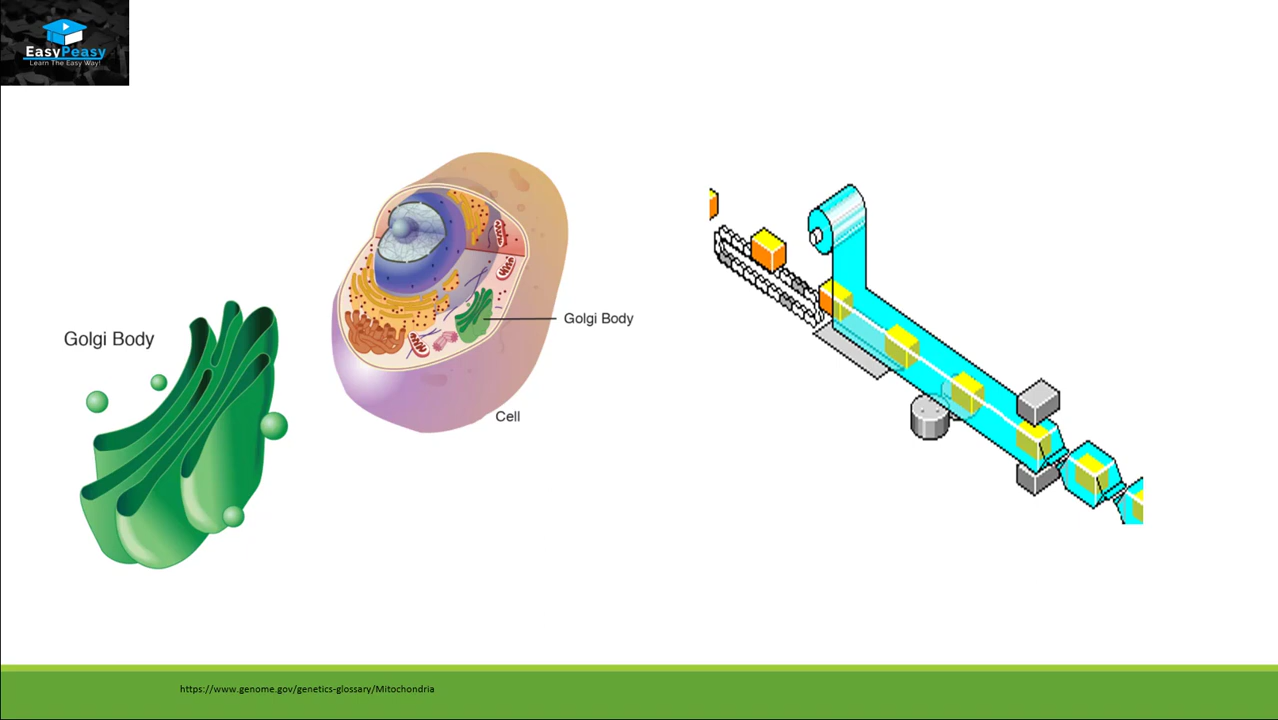 EasyPeasy
Learn The Easy Way!
Golgi Body
Golgi Body
Cell
https://www.genome.gov/genetics-glossary/Mitochondria